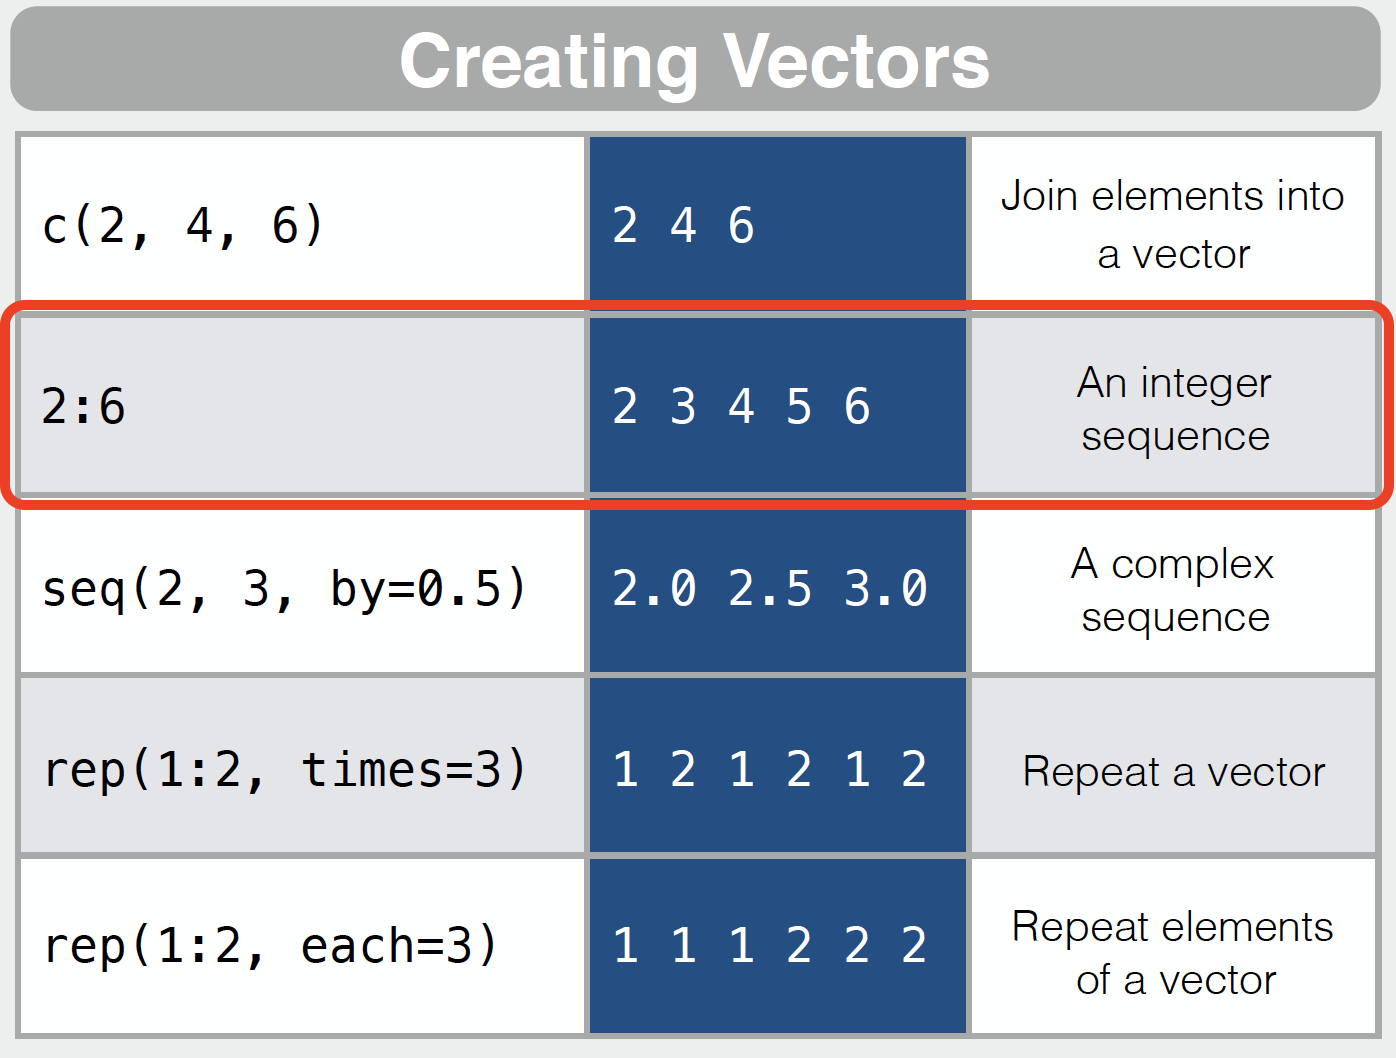 Creating Vectors
c(2, 4, 6)
2 4 6
Join elements into
a vector
2:6
2 3 4 5 6
An integer
sequence
seq(2, 3, by=0.5)
2.0 2.5 3.0
A complex
sequence
rep(1:2, times=3)
1 2 1 2 1 2
Repeat a vector
rep(1:2, each=3)
1 1 1 2 2 2
Repeat elements
of a vector